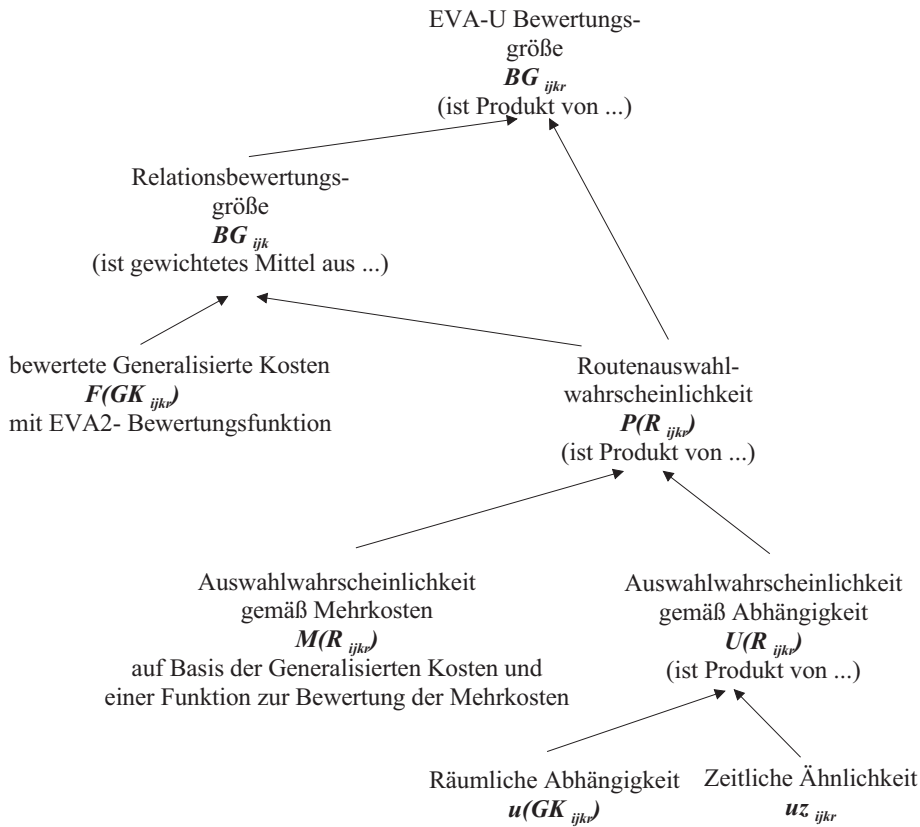 EVA-U Bewertungs-
größe
BG ijkr
(ist Produkt von ...)
Relationsbewertungs-
größe
BG ijk
(ist gewichtetes Mittel aus ...)
bewertete Generalisierte Kosten
F(GK ijkr)
mit EVA2- Bewertungsfunktion
Routenauswahl-
wahrscheinlichkeit
P(R ijkr)
(ist Produkt von ...)
Auswahlwahrscheinlichkeit
gemäß Mehrkosten
M(R ijkr)
auf Basis der Generalisierten Kosten und
einer Funktion zur Bewertung der Mehrkosten
Auswahlwahrscheinlichkeit
gemäß Abhängigkeit
U(R ijkr)
(ist Produkt von ...)
Räumliche Abhängigkeit
u(GK ijkr)
Zeitliche Ähnlichkeit
uz ijkr